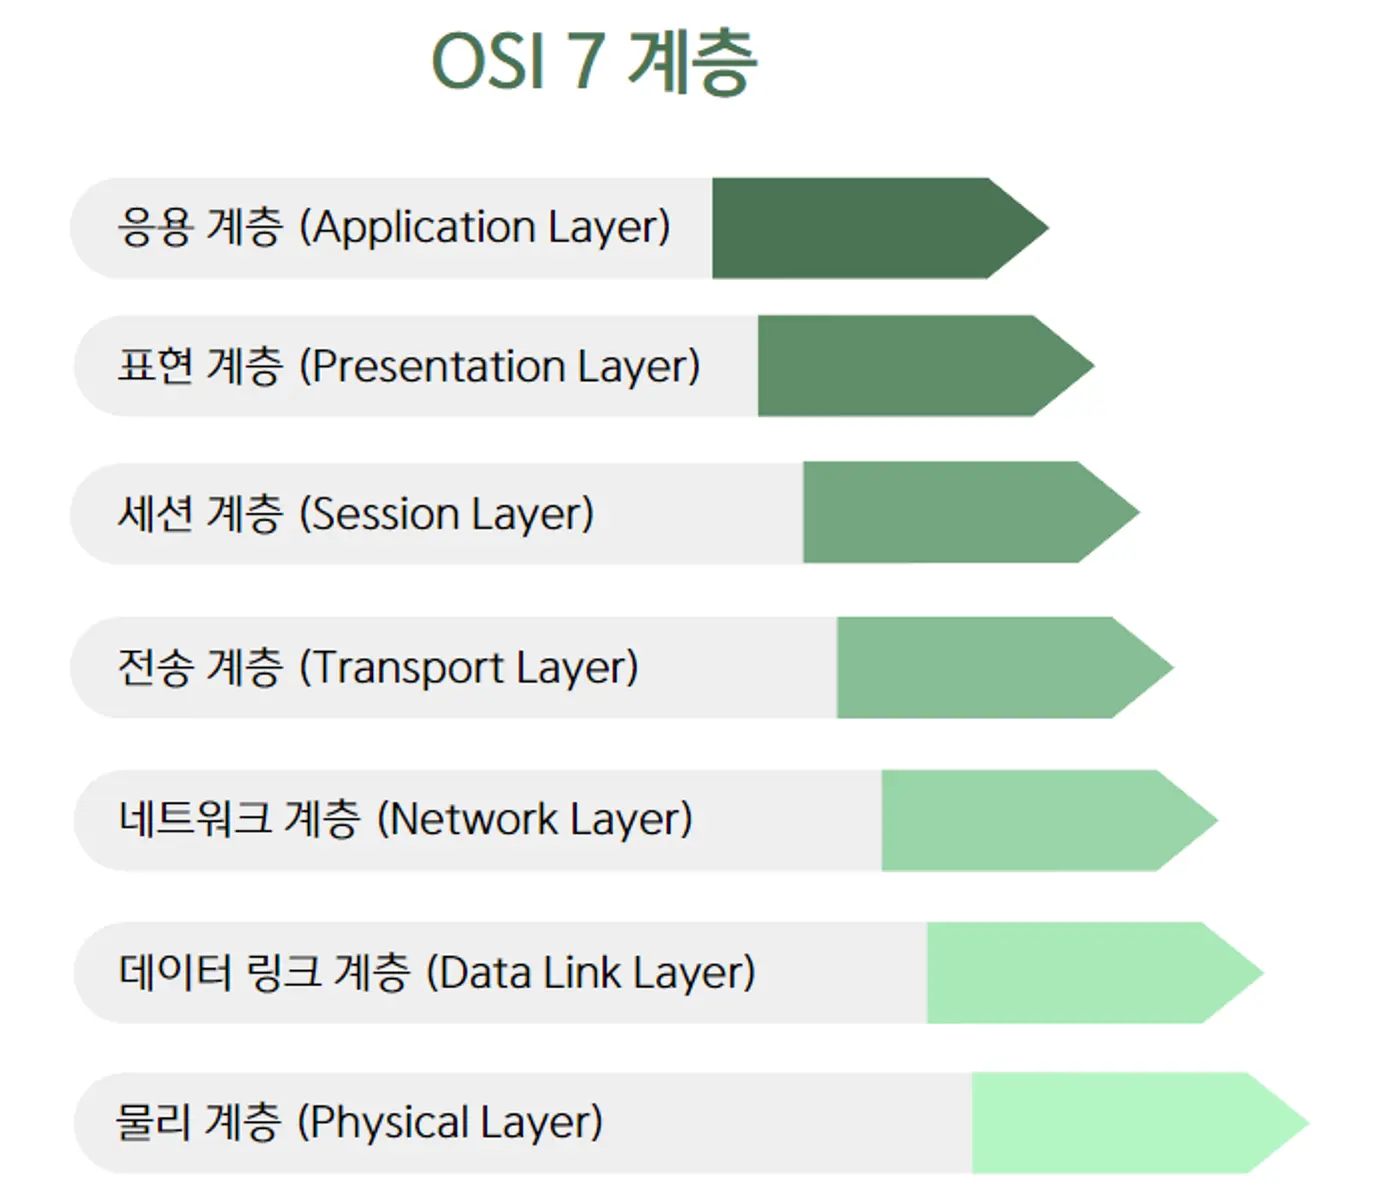 OSI 7 계층
응용 계층 (Application Layer)
표현 계층 (Presentation Layer)
세션 계층 (Session Layer)
전송 계층 (Transport Layer)
네트워크 계층 (Network Layer)
데이터 링크 계층 (Data Link Layer)
물리 계층 (Physical Layer)